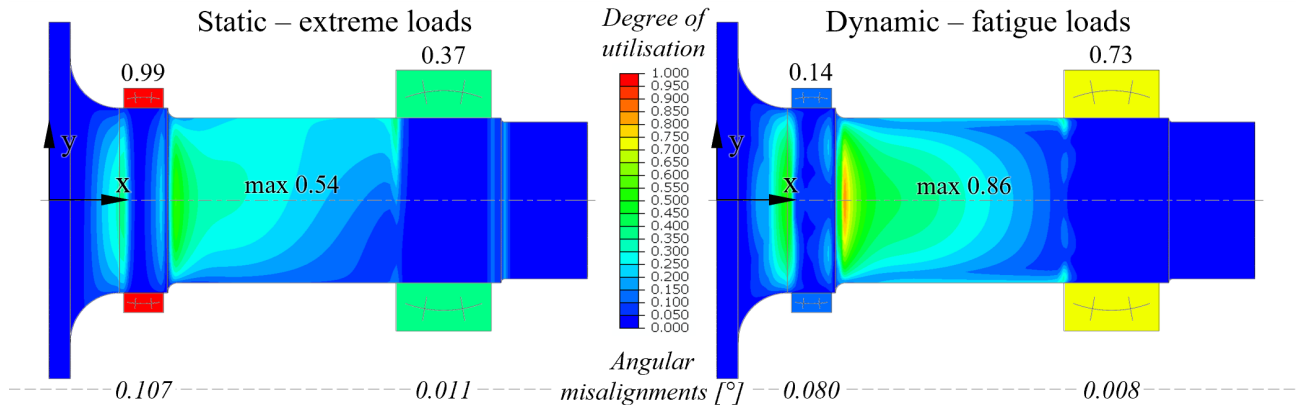 Static – extreme loads
Degree of
utilisation
Dynamic – fatigue loads
0.99
0.37
0.14
0.73
1.000
0.950
0.900
0.850
0.800
0.750
0.700
0.650
0.600
0.550
0.500
0.450
0.400
0.350
0.300
0.250
0.200
0.150
0.100
0.050
0.000
y
x
max 0.54
y
x
max 0.86
Angular
misalignments [°]
0.107
0.011
0.080
0.008